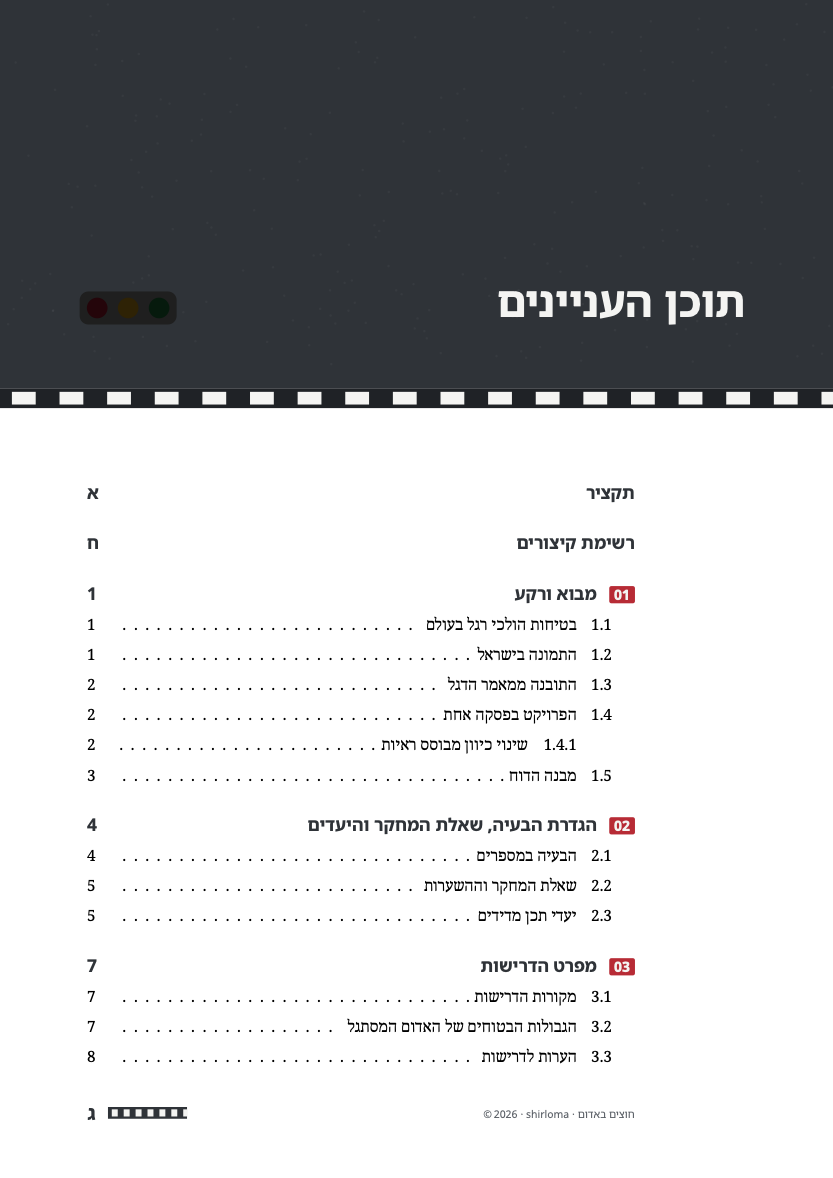 תוכן העניינים
תקציר א
רשימת קיצורים ח
01 מבוא ורקע 1
1.1 בטיחות הולכי רגל בעולם . . . . . . . . . . . . . . . . . . . . . . . . . . 1
1.2 התמונה בישראל . . . . . . . . . . . . . . . . . . . . . . . . . . . . . . . 1
1.3 התובנה ממאמר הדגל . . . . . . . . . . . . . . . . . . . . . . . . . . . . 2
1.4 הפרויקט בפסקה אחת . . . . . . . . . . . . . . . . . . . . . . . . . . . . 2
1.4.1 שינוי כיוון מבוסס ראיות . . . . . . . . . . . . . . . . . . . . . . . 2
1.5 מבנה הדוח . . . . . . . . . . . . . . . . . . . . . . . . . . . . . . . . . . 3
02 הגדרת הבעיה, שאלת המחקר והיעדים 4
2.1 הבעיה במספרים . . . . . . . . . . . . . . . . . . . . . . . . . . . . . . . 4
2.2 שאלת המחקר וההשערות . . . . . . . . . . . . . . . . . . . . . . . . . . 5
2.3 יעדי תכן מדידים . . . . . . . . . . . . . . . . . . . . . . . . . . . . . . . 5
03 מפרט הדרישות 7
3.1 מקורות הדרישות . . . . . . . . . . . . . . . . . . . . . . . . . . . . . . . 7
3.2 הגבולות הבטוחים של האדום המסתגל . . . . . . . . . . . . . . . . . . . 7
3.3 הערות לדרישות . . . . . . . . . . . . . . . . . . . . . . . . . . . . . . . 8
חוצים באדום · shirloma · 2026 © ג